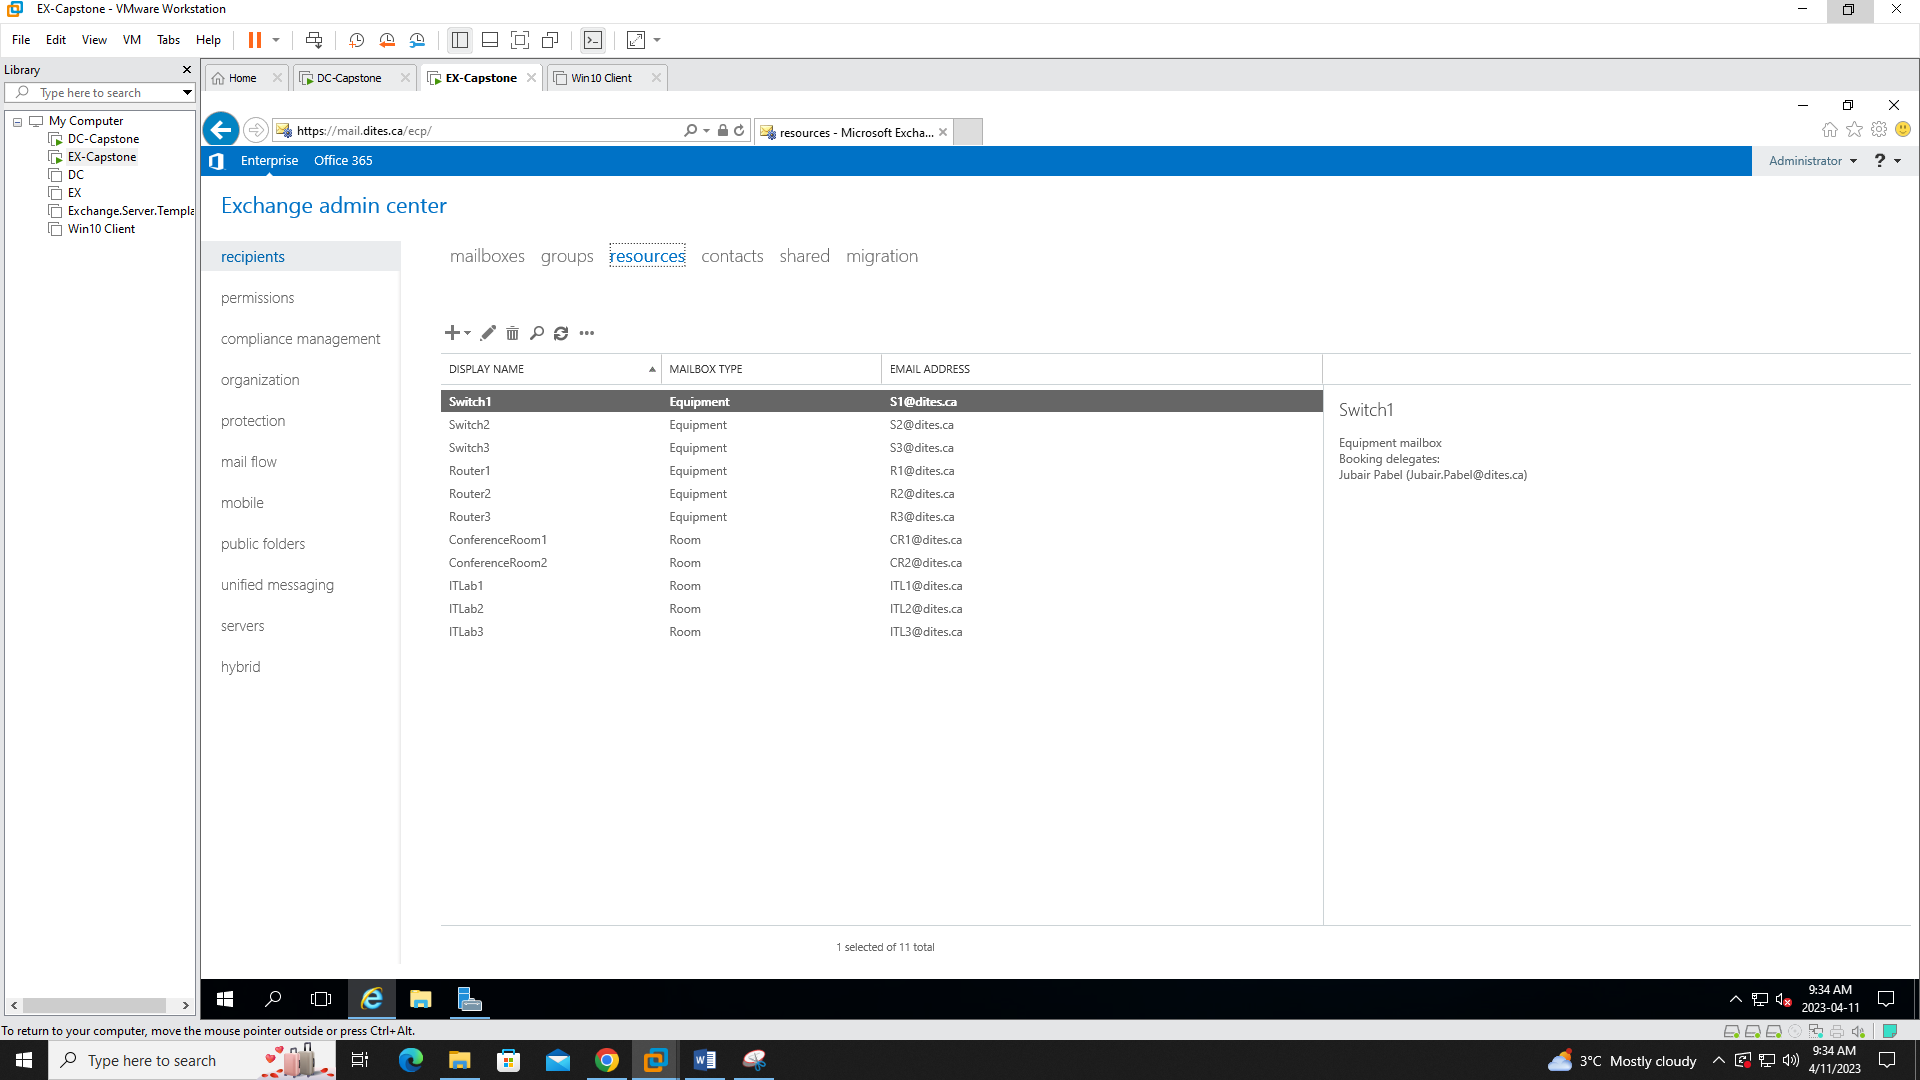 EX-Capstone - VMware Workstation
File Edit View VM Tabs Help
Library
Type here to search
My Computer
DC-Capstone
EX-Capstone
DC
EX
Exchange.Server.Templa
Win10 Client
Home DC-Capstone EX-Capstone Win10 Client
https://mail.dites.ca/ecp/ resources - Microsoft Excha...
Enterprise Office 365 Administrator ?
Exchange admin center
recipients
permissions
compliance management
organization
protection
mail flow
mobile
public folders
unified messaging
servers
hybrid
mailboxes groups resources contacts shared migration
DISPLAY NAME MAILBOX TYPE EMAIL ADDRESS
Switch1 Equipment S1@dites.ca
Switch2 Equipment S2@dites.ca
Switch3 Equipment S3@dites.ca
Router1 Equipment R1@dites.ca
Router2 Equipment R2@dites.ca
Router3 Equipment R3@dites.ca
ConferenceRoom1 Room CR1@dites.ca
ConferenceRoom2 Room CR2@dites.ca
ITLab1 Room ITL1@dites.ca
ITLab2 Room ITL2@dites.ca
ITLab3 Room ITL3@dites.ca
1 selected of 11 total
Switch1
Equipment mailbox
Booking delegates:
Jubair Pabel (Jubair.Pabel@dites.ca)
9:34 AM
2023-04-11
To return to your computer, move the mouse pointer outside or press Ctrl+Alt.
Type here to search
3°C Mostly cloudy
9:34 AM
4/11/2023